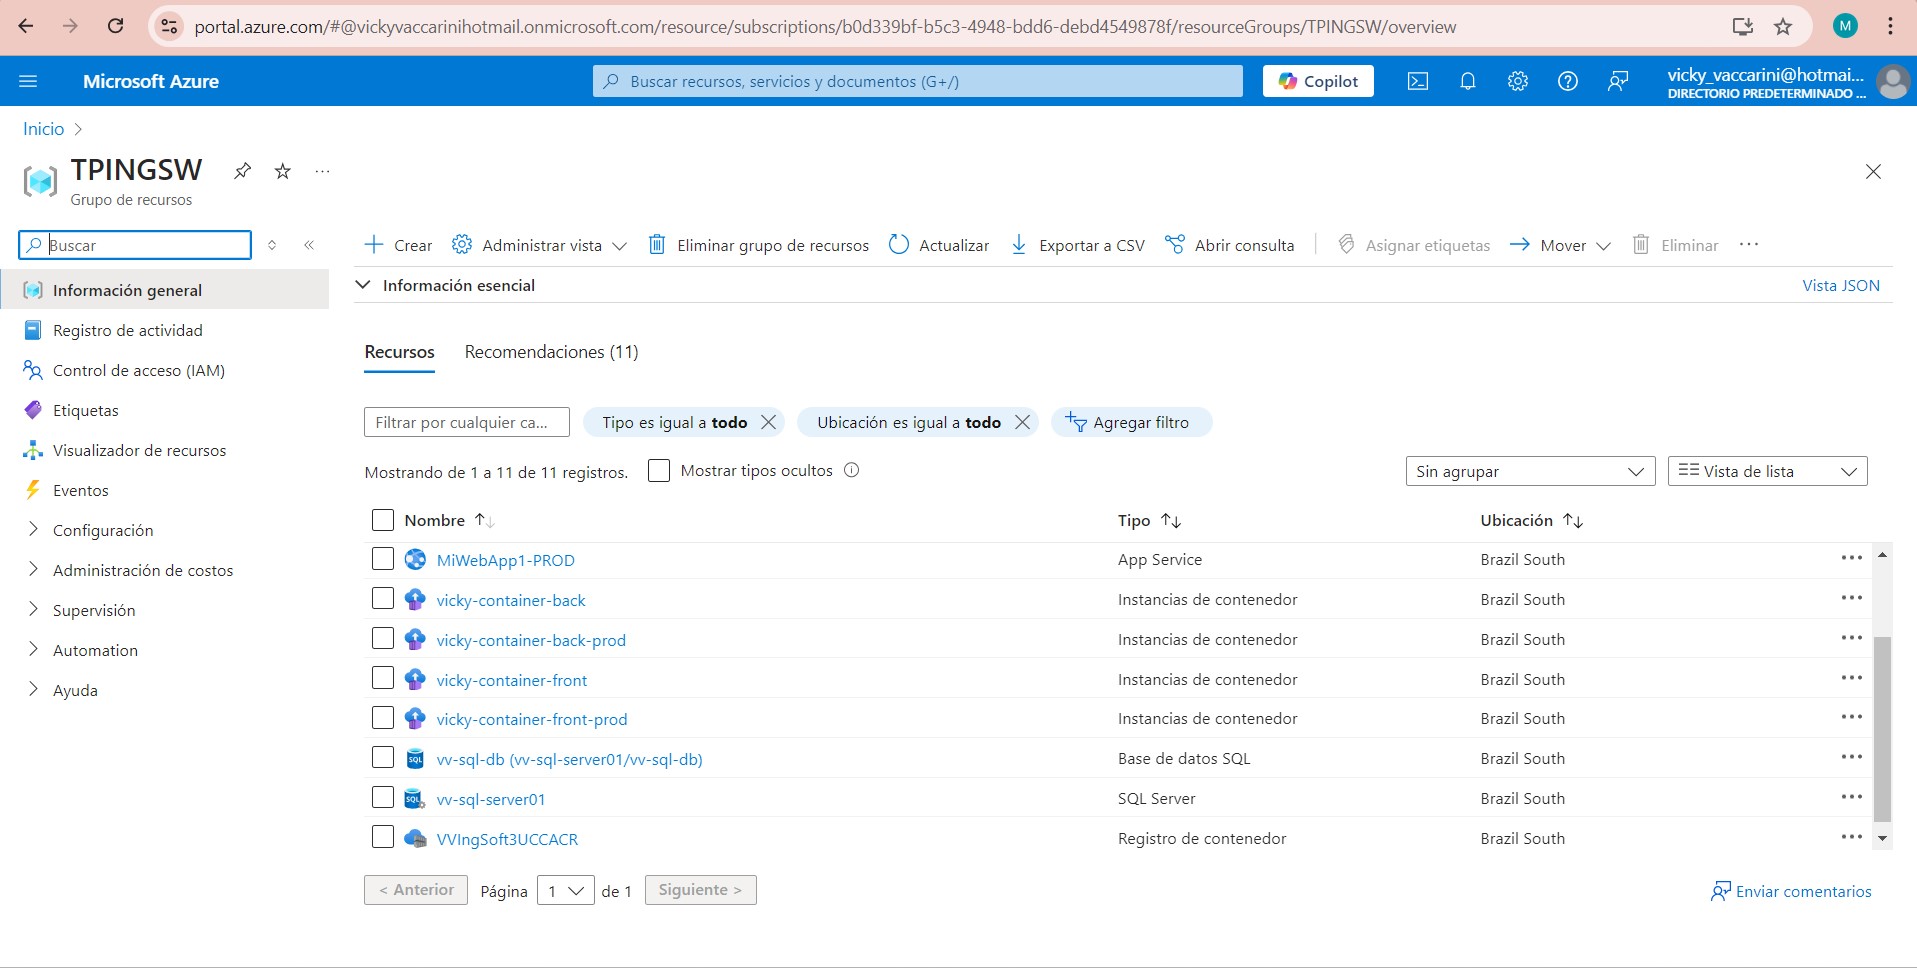 portal.azure.com/#@vickyvaccarinihotmail.onmicrosoft.com/resource/subscriptions/b0d339bf-b5c3-4948-bdd6-debd4549878f/resourceGroups/TPINGSW/overview
M
Microsoft Azure
Buscar recursos, servicios y documentos (G+/)
Copilot
vicky_vaccarini@hotmai...
DIRECTORIO PREDETERMINADO ...
Inicio
TPINGSW
Grupo de recursos
Buscar
Información general
Registro de actividad
Control de acceso (IAM)
Etiquetas
Visualizador de recursos
Eventos
Configuración
Administración de costos
Supervisión
Automation
Ayuda
Crear Administrar vista Eliminar grupo de recursos Actualizar Exportar a CSV Abrir consulta Asignar etiquetas Mover Eliminar
Información esencial Vista JSON
Recursos Recomendaciones (11)
Filtrar por cualquier ca... Tipo es igual a todo Ubicación es igual a todo Agregar filtro
Mostrando de 1 a 11 de 11 registros. Mostrar tipos ocultos Sin agrupar Vista de lista
Nombre Tipo Ubicación
MiWebApp1-PROD App Service Brazil South
vicky-container-back Instancias de contenedor Brazil South
vicky-container-back-prod Instancias de contenedor Brazil South
vicky-container-front Instancias de contenedor Brazil South
vicky-container-front-prod Instancias de contenedor Brazil South
SQL vv-sql-db (vv-sql-server01/vv-sql-db) Base de datos SQL Brazil South
SQL vv-sql-server01 SQL Server Brazil South
VVIngSoft3UCCACR Registro de contenedor Brazil South
< Anterior Página 1 de 1 Siguiente > Enviar comentarios